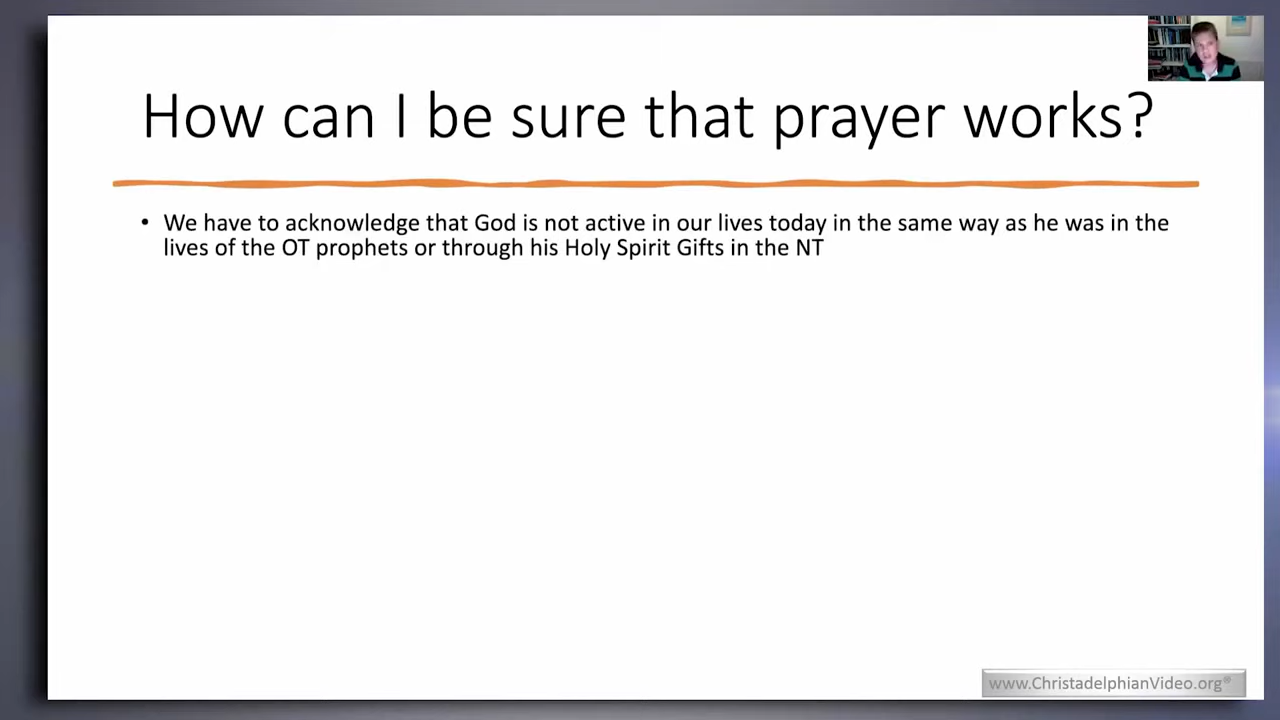 How can I be sure that prayer works?
• We have to acknowledge that God is not active in our lives today in the same way as he was in the
lives of the OT prophets or through his Holy Spirit Gifts in the NT
www.ChristadelphianVideo.org®